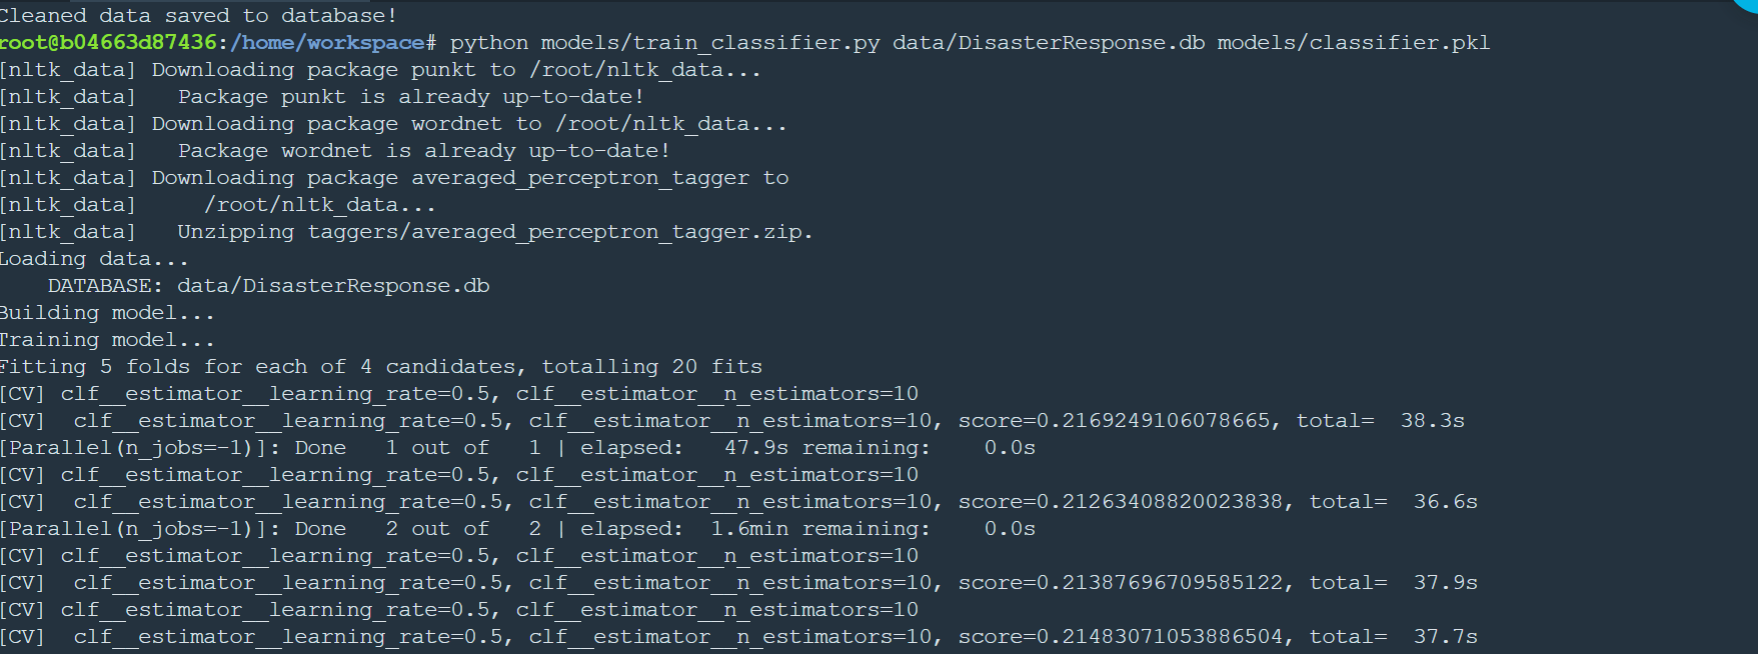 Cleaned data saved to database!
root@b04663d87436:/home/workspace# python models/train_classifier.py data/DisasterResponse.db models/classifier.pkl
[nltk_data] Downloading package punkt to /root/nltk_data...
[nltk_data]   Package punkt is already up-to-date!
[nltk_data] Downloading package wordnet to /root/nltk_data...
[nltk_data]   Package wordnet is already up-to-date!
[nltk_data] Downloading package averaged_perceptron_tagger to
[nltk_data]     /root/nltk_data...
[nltk_data]   Unzipping taggers/averaged_perceptron_tagger.zip.
Loading data...
    DATABASE: data/DisasterResponse.db
Building model...
Training model...
Fitting 5 folds for each of 4 candidates, totalling 20 fits
[CV] clf__estimator__learning_rate=0.5, clf__estimator__n_estimators=10
[CV]  clf__estimator__learning_rate=0.5, clf__estimator__n_estimators=10, score=0.2169249106078665, total=  38.3s
[Parallel(n_jobs=-1)]: Done   1 out of   1 | elapsed:   47.9s remaining:    0.0s
[CV] clf__estimator__learning_rate=0.5, clf__estimator__n_estimators=10
[CV]  clf__estimator__learning_rate=0.5, clf__estimator__n_estimators=10, score=0.21263408820023838, total=  36.6s
[Parallel(n_jobs=-1)]: Done   2 out of   2 | elapsed:  1.6min remaining:    0.0s
[CV] clf__estimator__learning_rate=0.5, clf__estimator__n_estimators=10
[CV]  clf__estimator__learning_rate=0.5, clf__estimator__n_estimators=10, score=0.21387696709585122, total=  37.9s
[CV] clf__estimator__learning_rate=0.5, clf__estimator__n_estimators=10
[CV]  clf__estimator__learning_rate=0.5, clf__estimator__n_estimators=10, score=0.21483071053886504, total=  37.7s